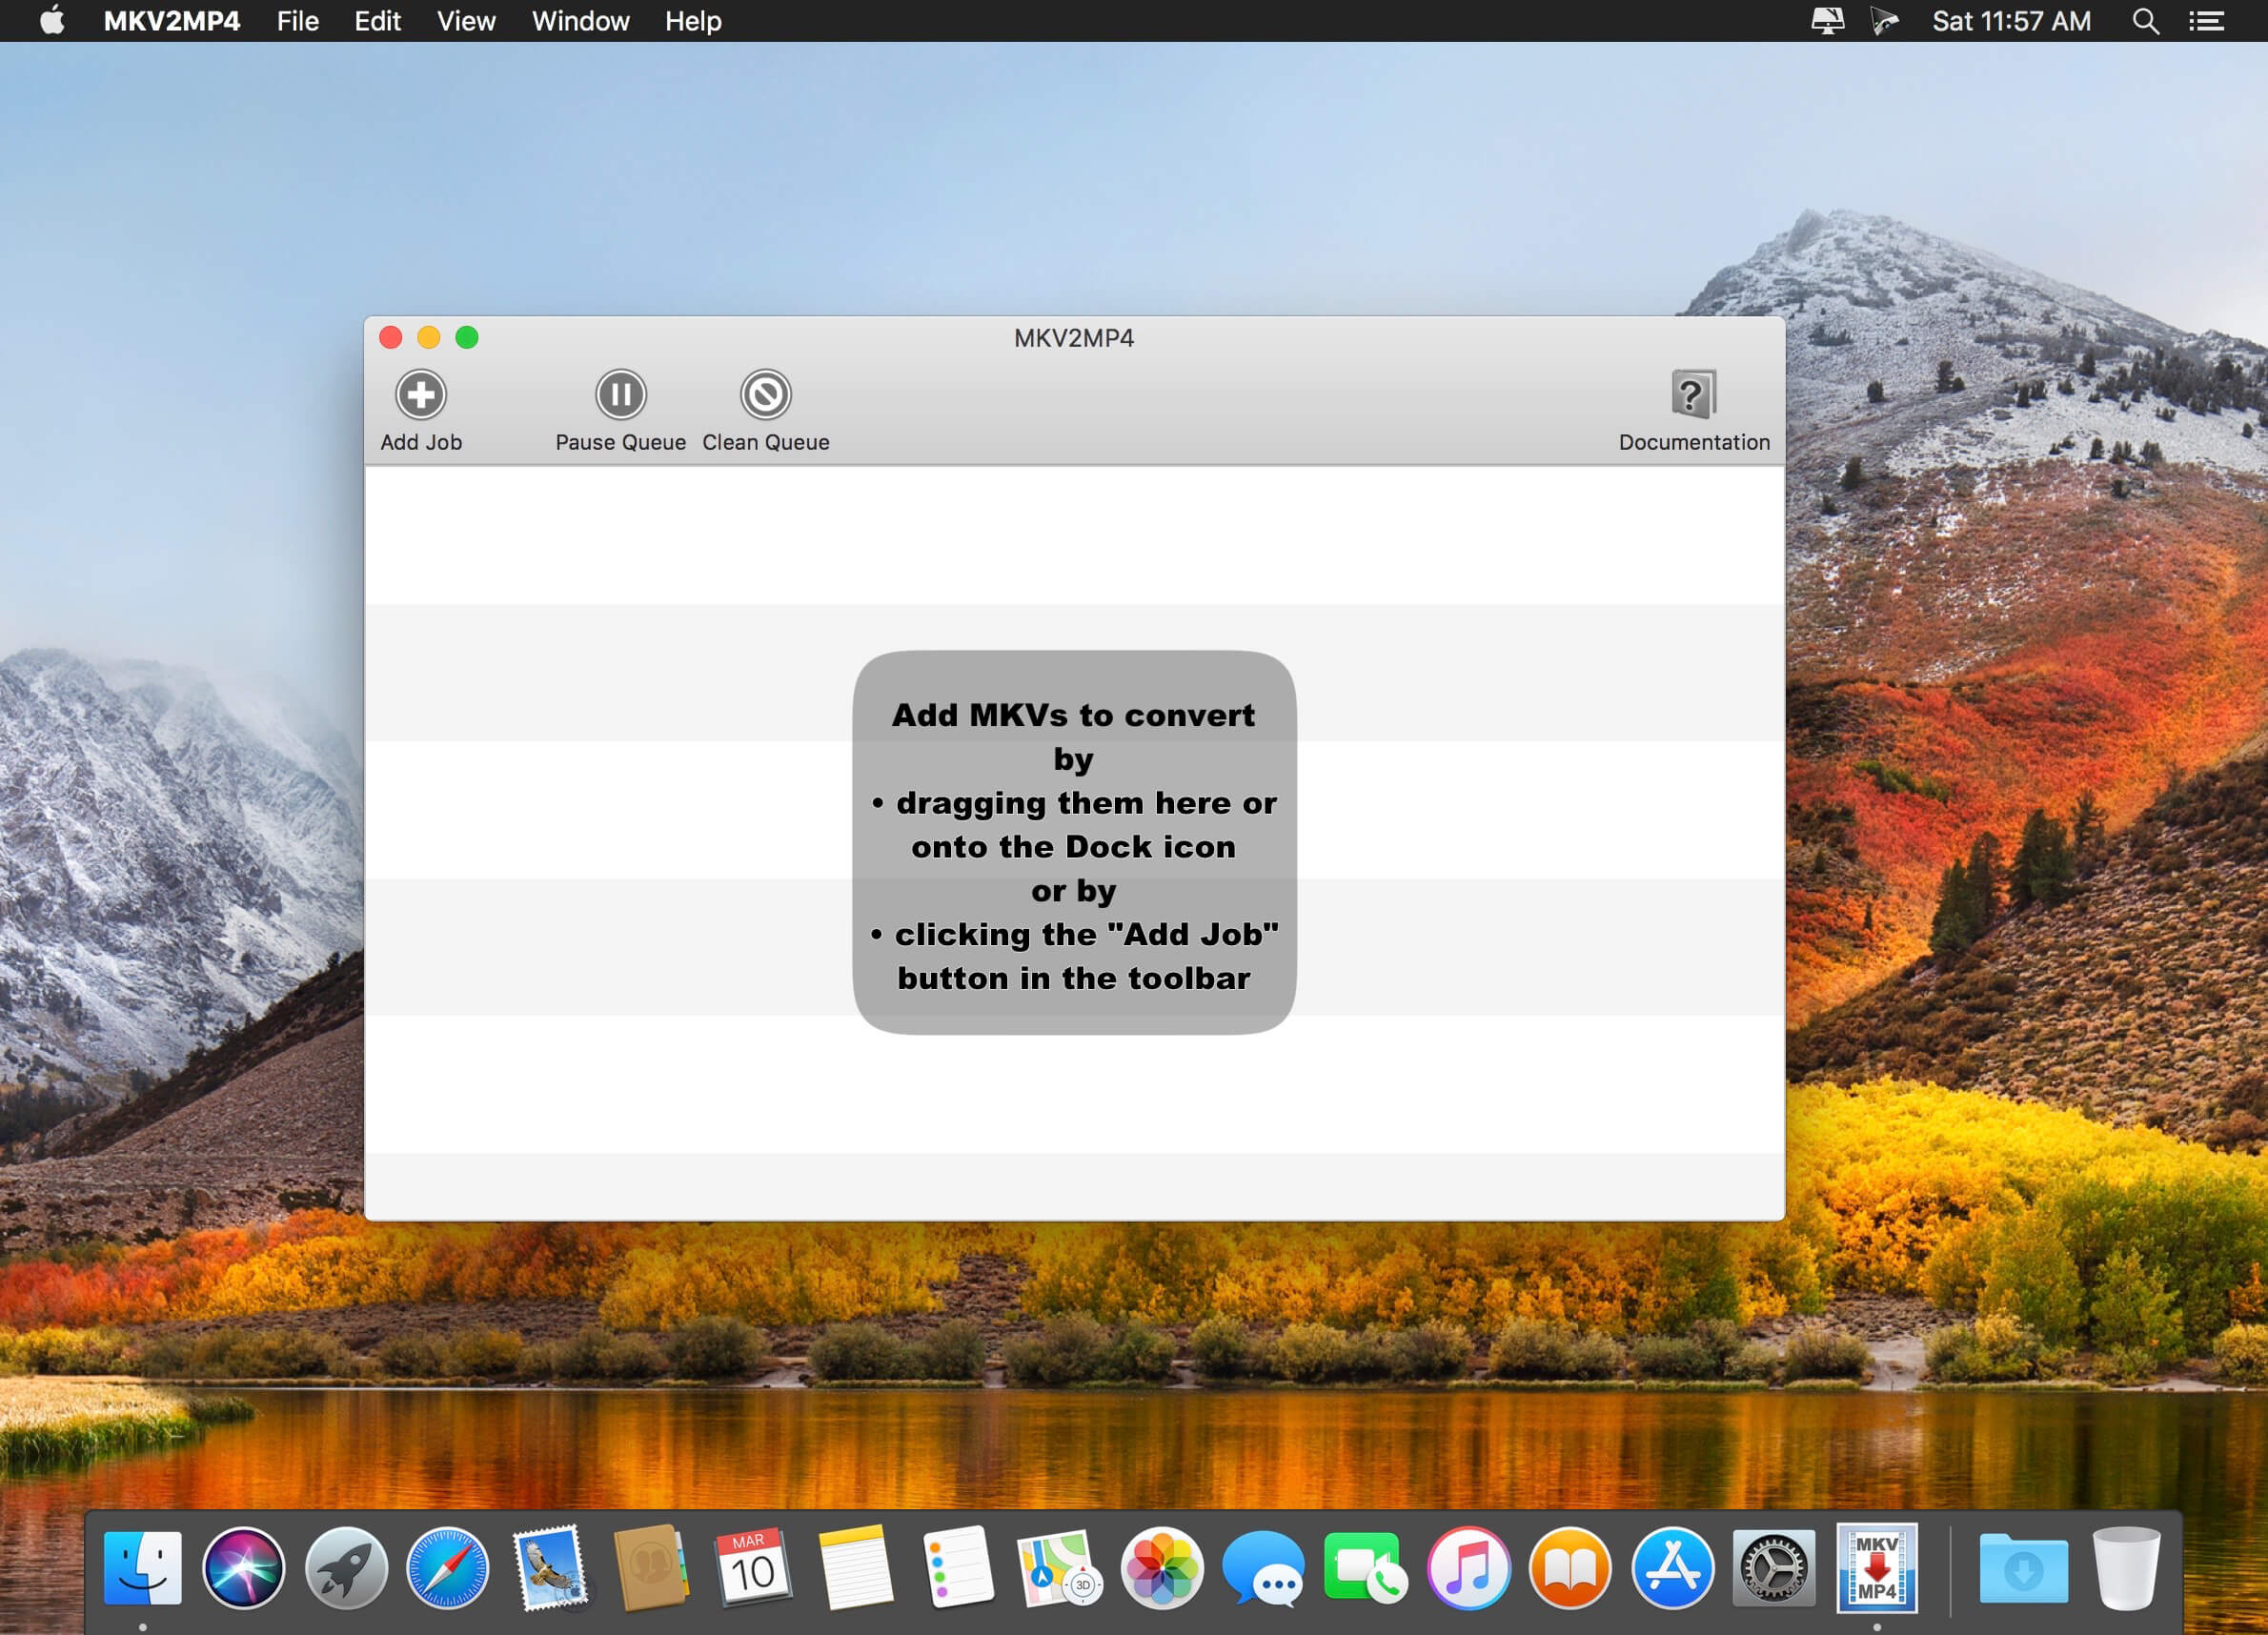 MKV2MP4 File Edit View Window Help Sat 11:57 AM
MKV2MP4
Add Job Pause Queue Clean Queue Documentation
Add MKVs to convert
by
• dragging them here or
onto the Dock icon
or by
• clicking the "Add Job"
button in the toolbar
MAR
10
3D
MKV
MP4